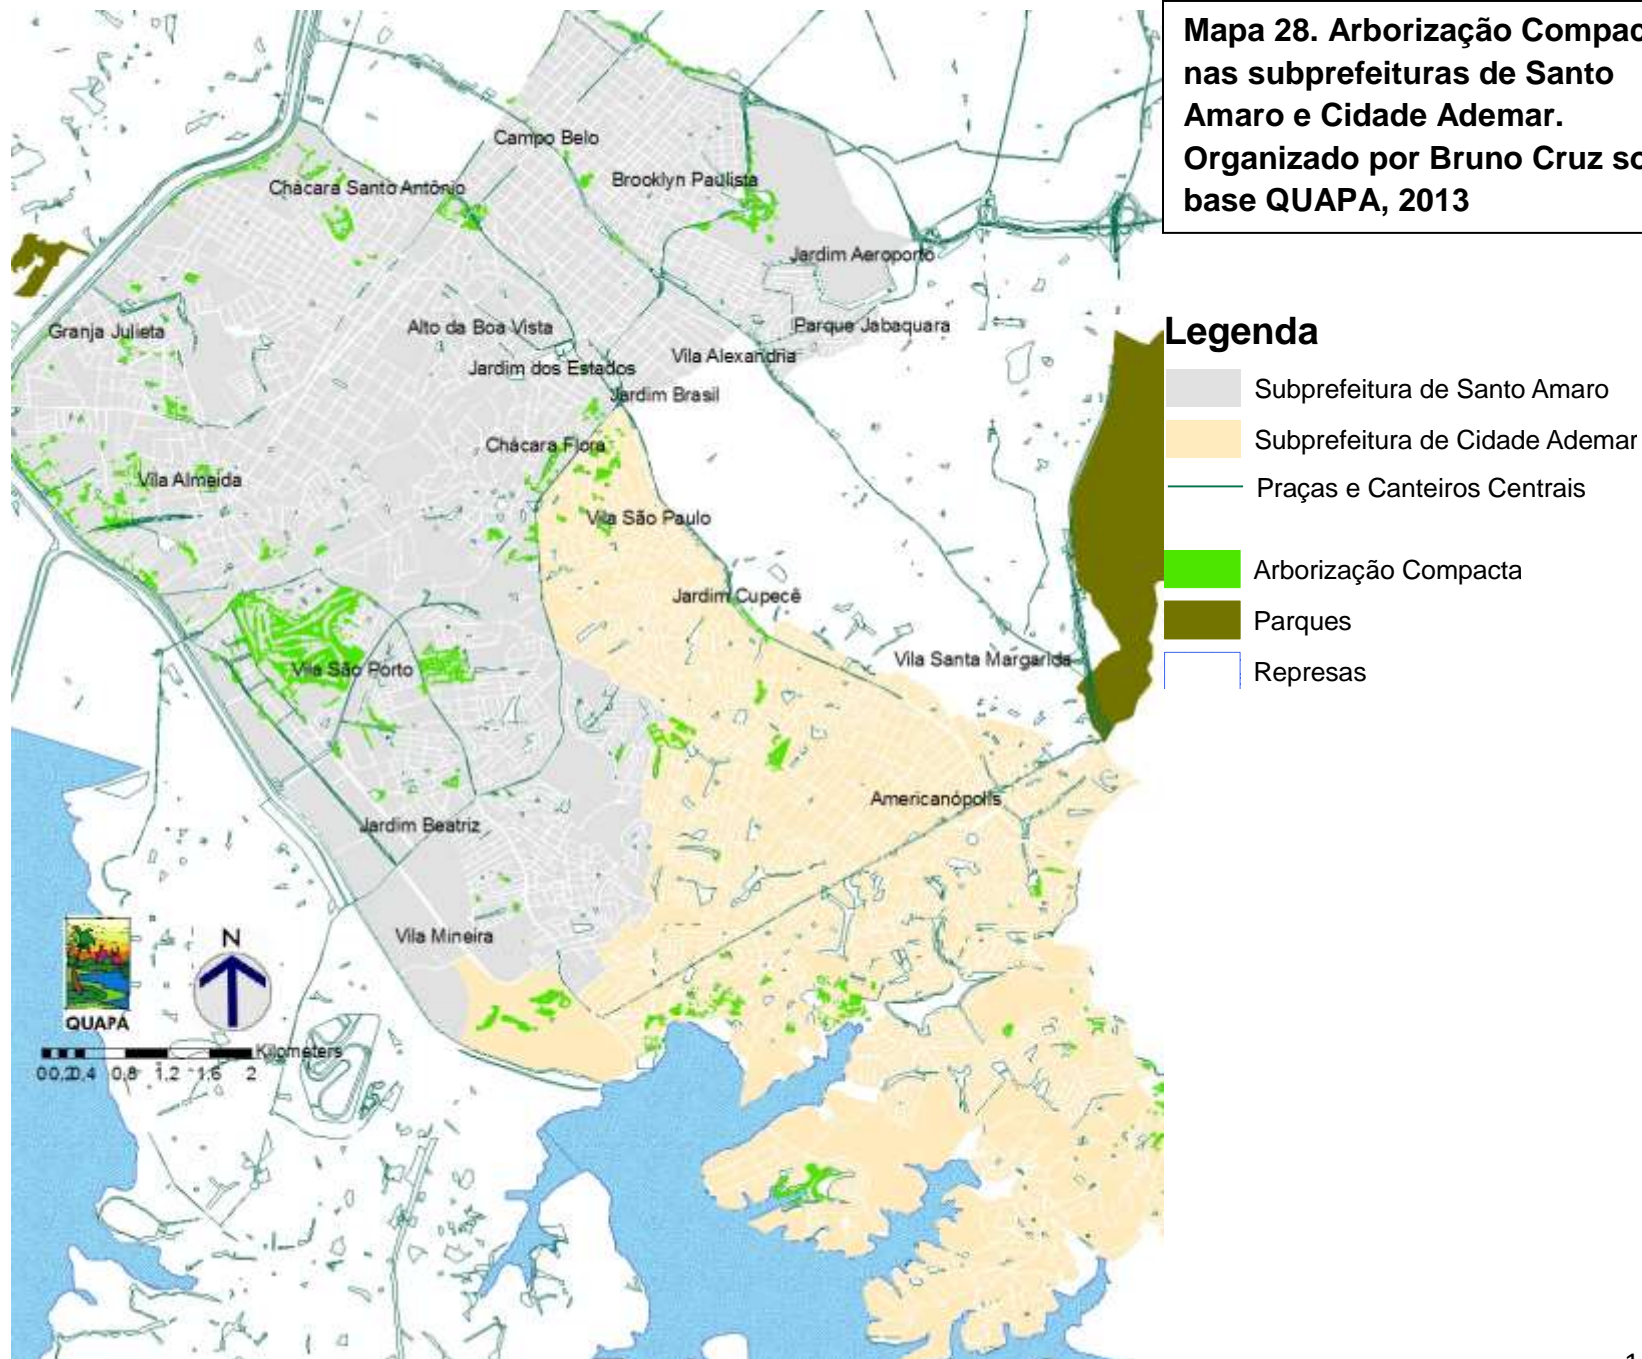 Mapa 28. Arborização Compac
nas subprefeituras de Santo
Amaro e Cidade Ademar.
Organizado por Bruno Cruz so
base QUAPA, 2013
Campo Belo
Chácara Santo Antônio
Brooklyn Paulista
Jardim Aeroporto
Granja Julieta
Alto da Boa Vista
Parque Jabaquara
Jardim dos Estados
Vila Alexandria
Jardim Brasil
Chácara Flora
Vila Almeida
Vila São Paulo
Jardim Cupecê
Vila São Porto
Vila Santa Margarida
Americanópolis
Jardim Beatriz
Vila Mineira
Legenda
Subprefeitura de Santo Amaro
Subprefeitura de Cidade Ademar
Praças e Canteiros Centrais
Arborização Compacta
Parques
Represas
N
QUAPÁ
Kilometers
00,20,4 0,8 1,2 1,6 2
1